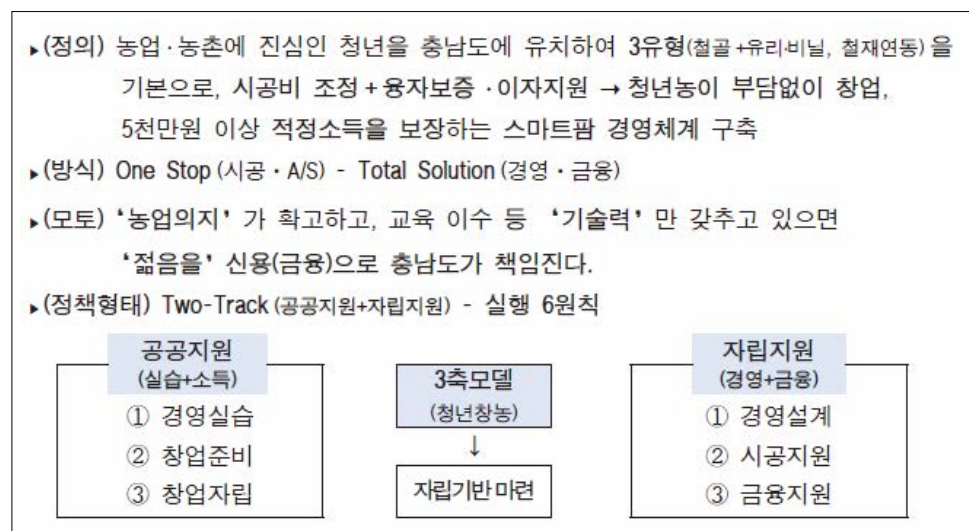 ▸(정의) 농업·농촌에 진심인 청년을 충남도에 유치하여 3유형(철골+유리·비닐, 철재연동)을
기본으로, 시공비 조정+융자보증·이자지원 → 청년농이 부담없이 창업,
5천만원 이상 적정소득을 보장하는 스마트팜 경영체계 구축
▸(방식) One Stop(시공·A/S) - Total Solution(경영·금융)
▸(모토) ‘농업의지’가 확고하고, 교육 이수 등 ‘기술력’만 갖추고 있으면
‘젊음을’ 신용(금융)으로 충남도가 책임진다.
▸(정책형태) Two-Track(공공지원+자립지원) - 실행 6원칙
공공지원
(실습+소득)
① 경영실습
② 창업준비
③ 창업자립
3축모델
(청년창농)
↓
자립기반 마련
자립지원
(경영+금융)
① 경영설계
② 시공지원
③ 금융지원